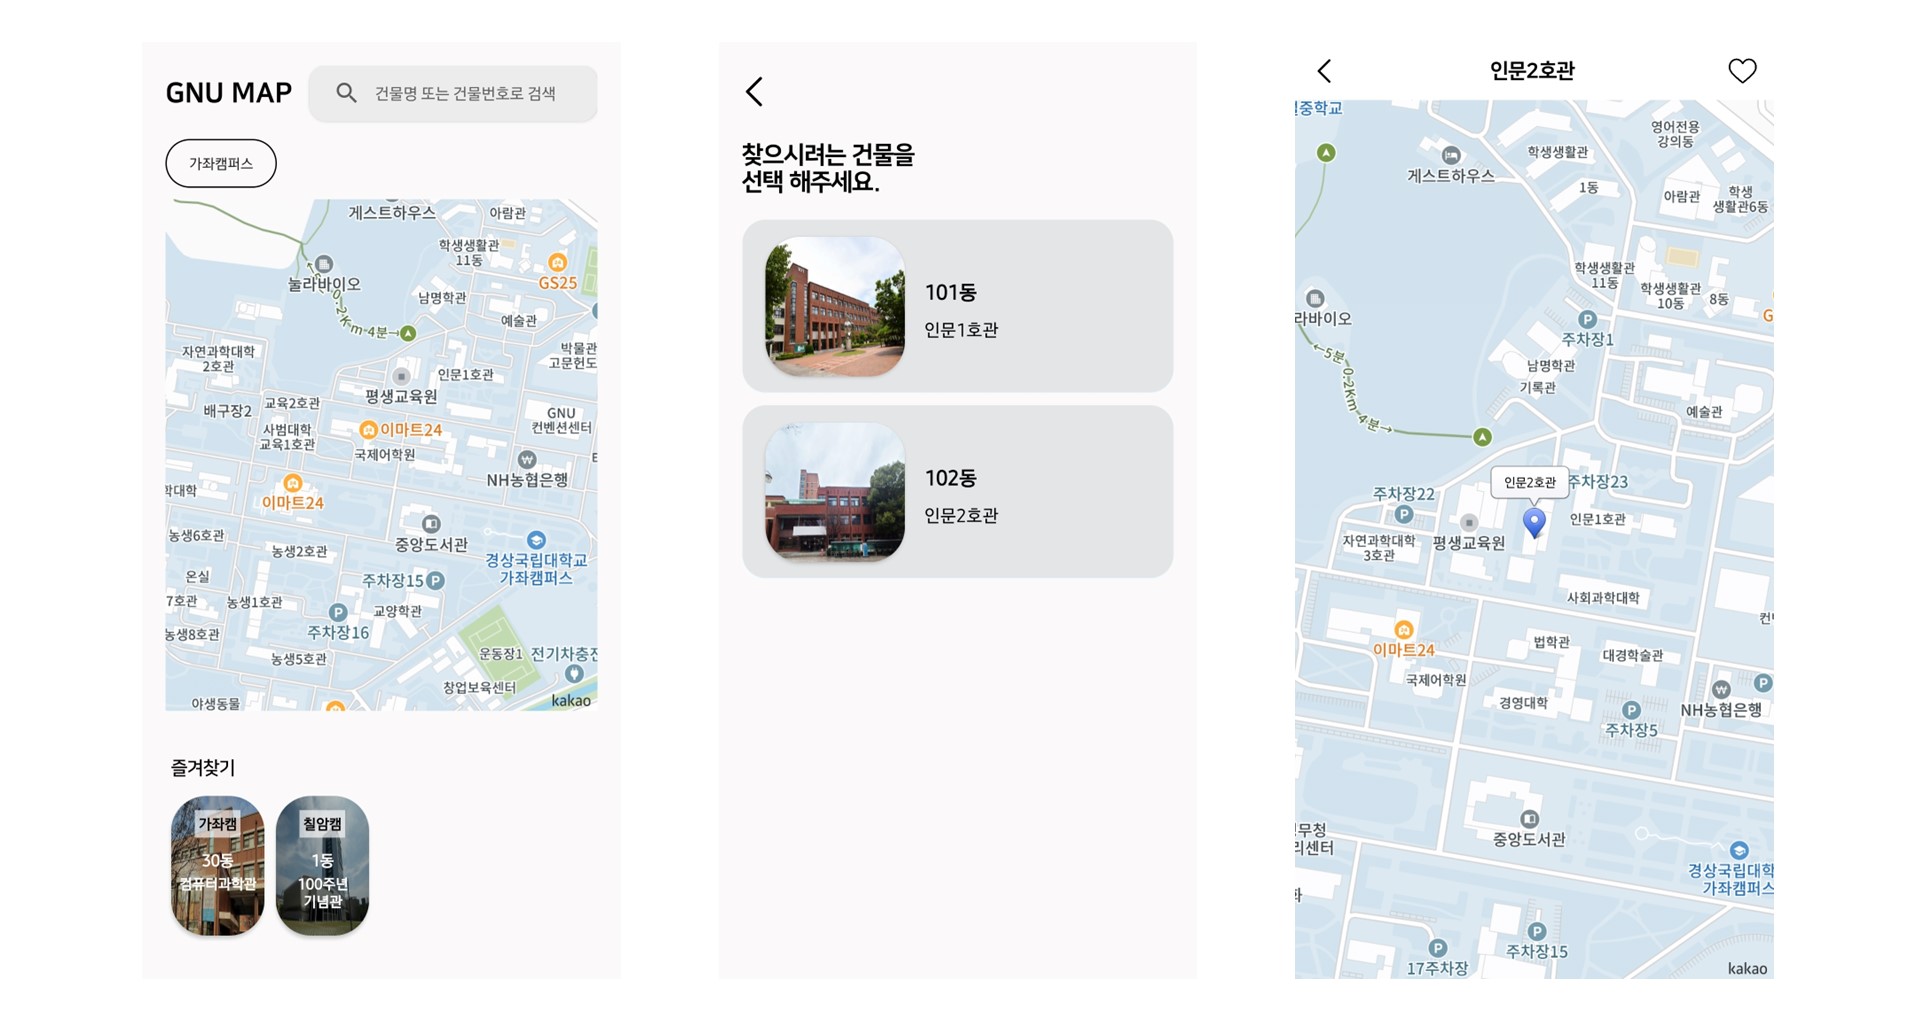 GNU MAP
건물명 또는 건물번호로 검색
가좌캠퍼스
게스트하우스
아람관
학생생활관
11동
눌라바이오
GS25
남명학관
0.2Km 4분
예술관
자연과학대학
2호관
박물관
고문헌도
인문1호관
평생교육원
배구장2
교육2호관
GNU
컨벤션센터
사범대학
교육1호관
이마트24
국제어학원
NH농협은행
학대학
이마트24
농생6호관
농생2호관
중앙도서관
경상국립대학교
가좌캠퍼스
온실
주차장15
7호관
농생1호관
교양학관
주차장16
농생8호관
농생5호관
운동장1
전기차충전
창업보육센터
야생동물
kakao
즐겨찾기
가좌캠
30동
컴퓨터과학관
칠암캠
1동
100주년
기념관
찾으시려는 건물을
선택 해주세요.
101동
인문1호관
102동
인문2호관
인문2호관
중학교
영어전용
강의동
게스트하우스
학생생활관
1동
아람관
학생
생활관6동
학생생활관
11동
학생생활관
10동
8동
라바이오
G
주차장1
5분 0.2Km 4분
남명학관
기록관
예술관
인문2호관
주차장23
주차장22
인문1호관
자연과학대학
3호관
평생교육원
사회과학대학
컨
법학관
대경학술관
이마트24
국제어학원
경영대학
NH농협은행
주차장5
무청
리센터
중앙도서관
경상국립대학
가좌캠퍼스
주차장15
17주차장
kakao